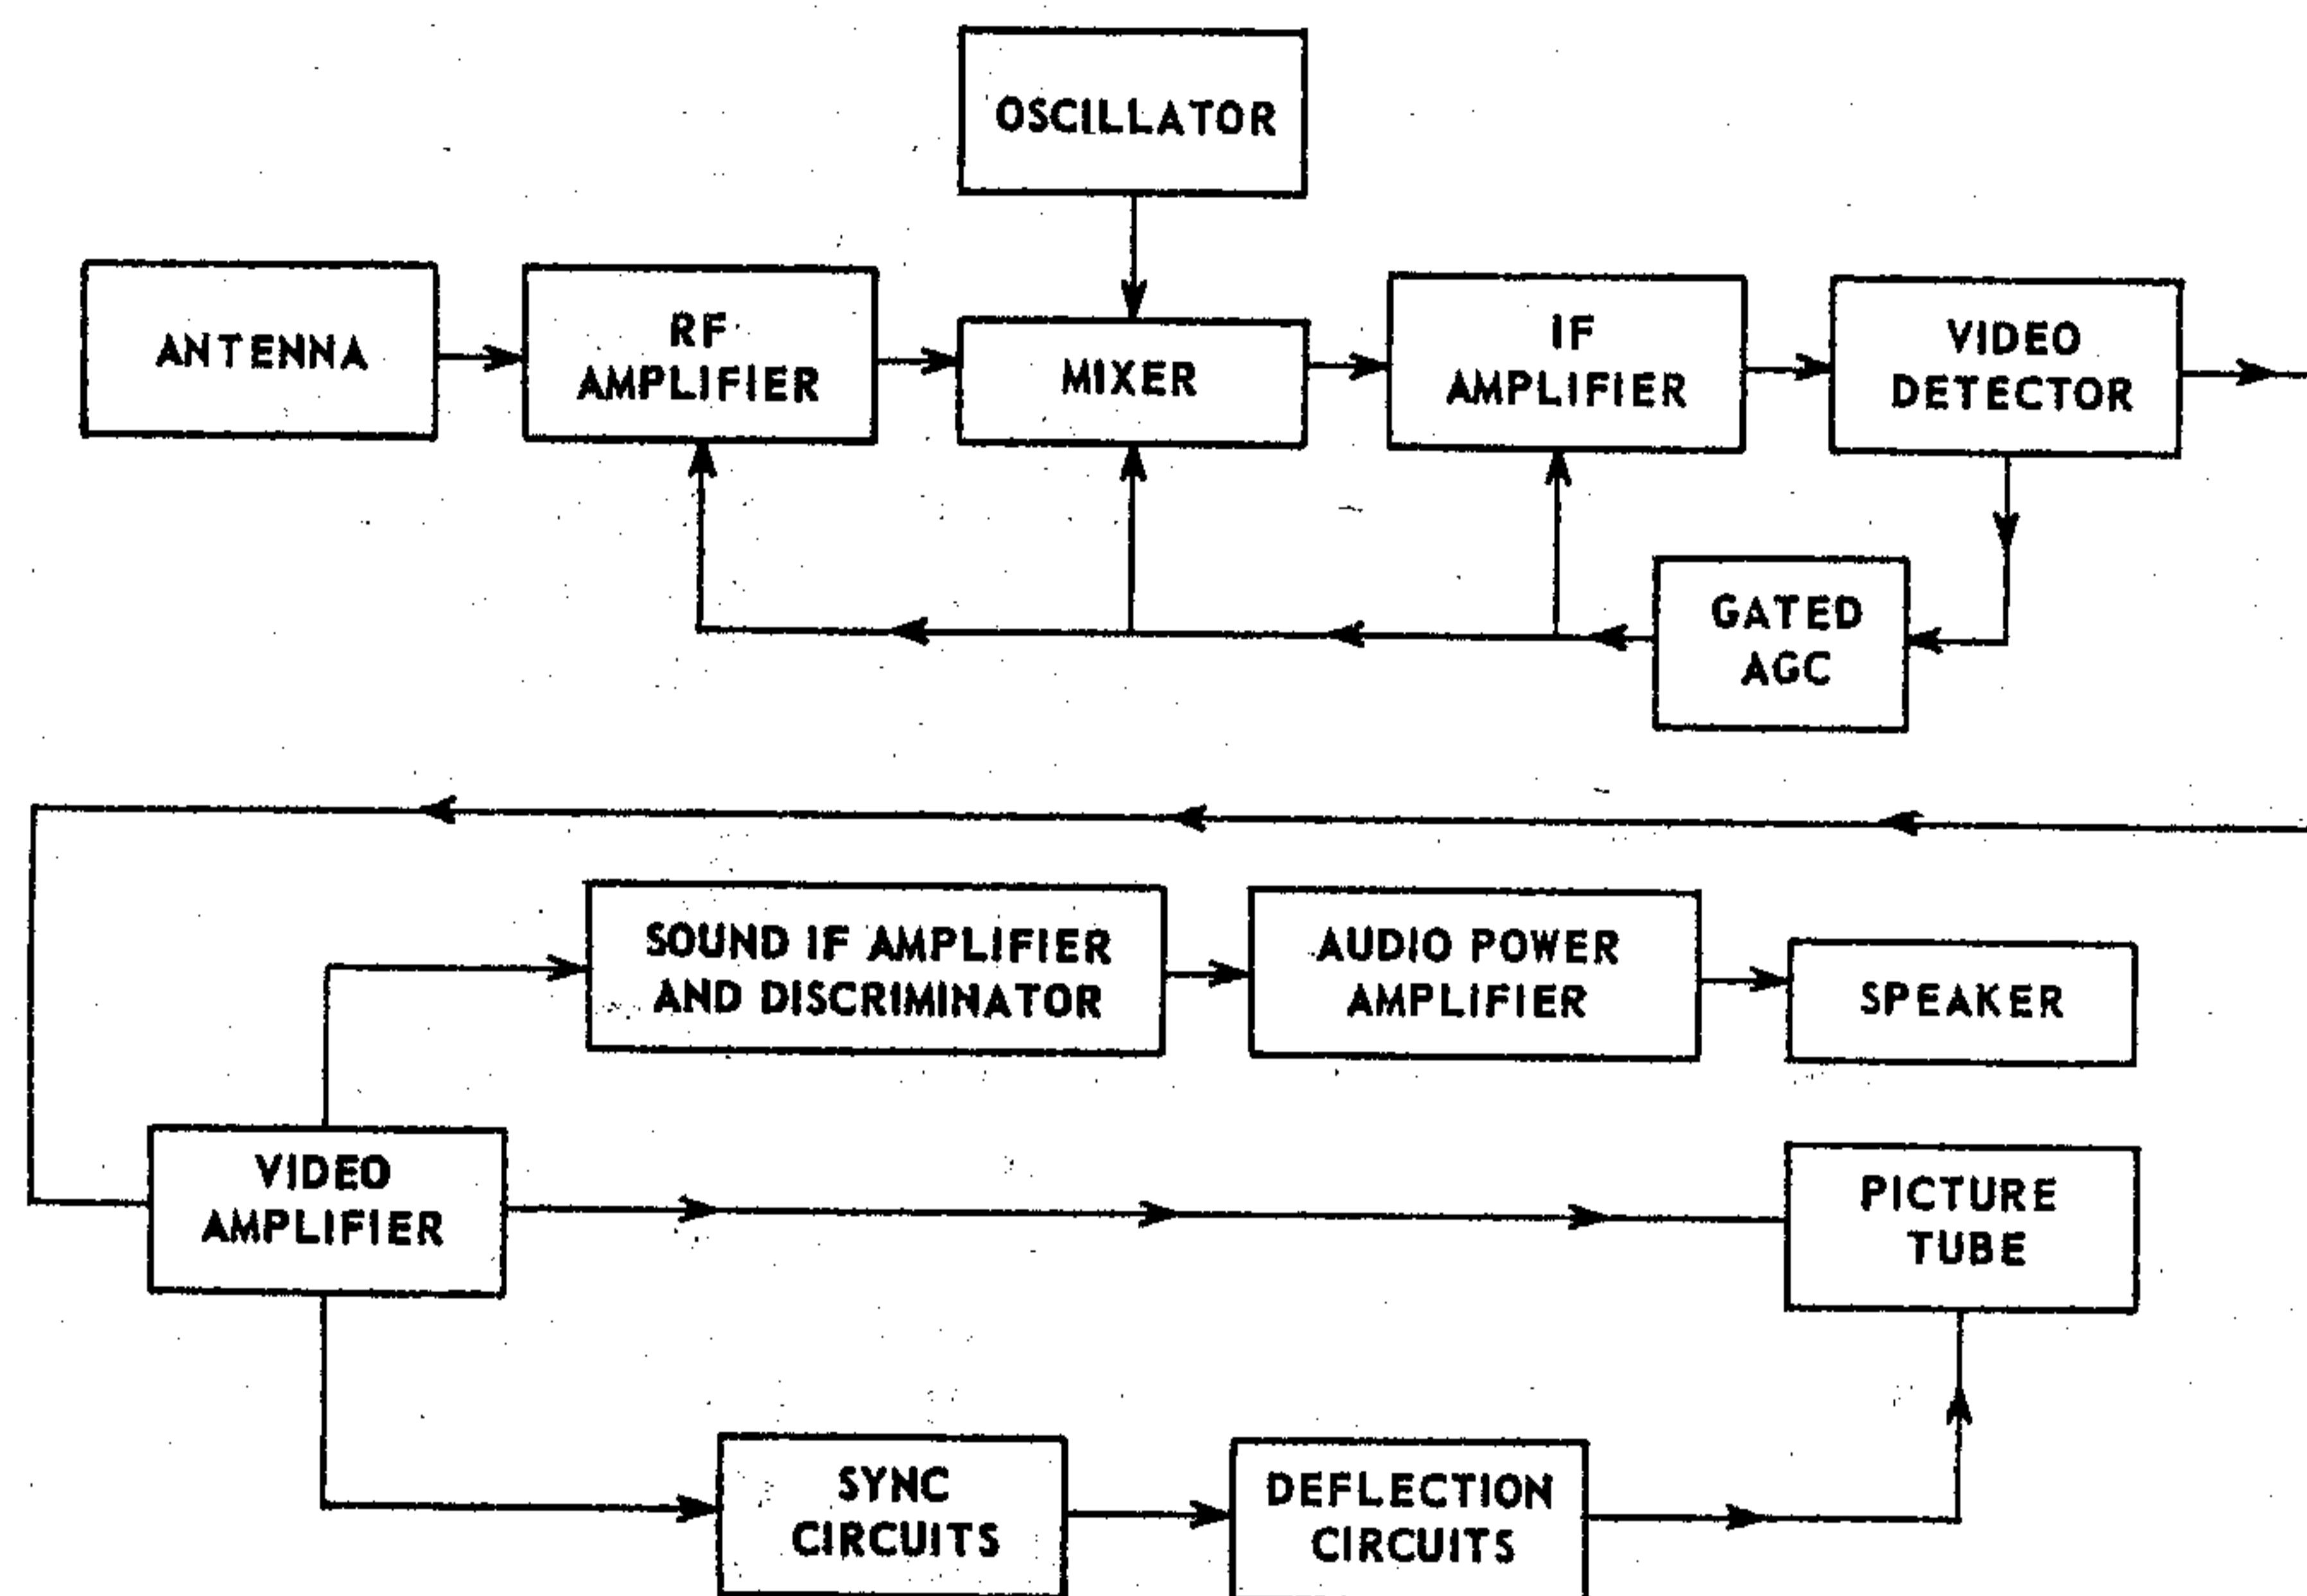 OSCILLATOR
ANTENNA
RF
AMPLIFIER
MIXER
IF
AMPLIFIER
VIDEO
DETECTOR
GATED
AGC
SOUND IF AMPLIFIER
AND DISCRIMINATOR
AUDIO POWER
AMPLIFIER
SPEAKER
VIDEO
AMPLIFIER
PICTURE
TUBE
SYNC
CIRCUITS
DEFLECTION
CIRCUITS